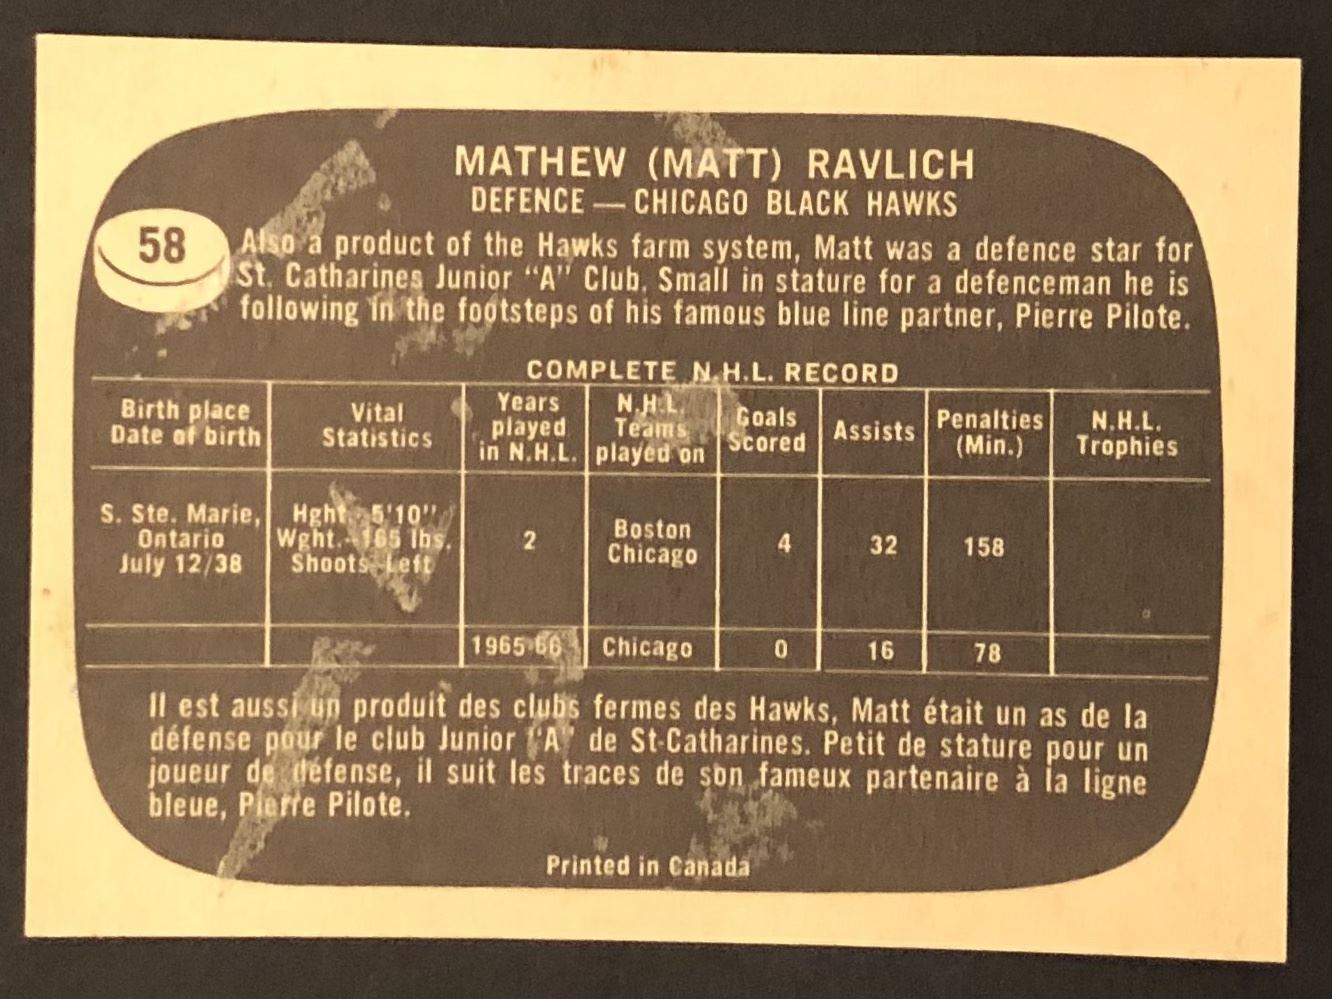 MATHEW (MATT) RAVLICH
DEFENCE — CHICAGO BLACK HAWKS
58
Also a product of the Hawks farm system, Matt was a defence star for
St. Catharines Junior "A" Club. Small in stature for a defenceman he is
following in the footsteps of his famous blue line partner, Pierre Pilote.
COMPLETE N.H.L. RECORD
Birth place
Date of birth
Vital
Statistics
Years
played
in N.H.L.
N.H.L.
Teams
played on
Goals
Scored
Assists
Penalties
(Min.)
N.H.L.
Trophies
S. Ste. Marie,
Ontario
July 12/38
Hght. 5'10"
Wght.-165 lbs.
Shoots-Left
2
Boston
Chicago
4
32
158
1965-66
Chicago
0
16
78
Il est aussi un produit des clubs fermes des Hawks, Matt était un as de la
défense pour le club Junior "A" de St-Catharines. Petit de stature pour un
joueur de défense, il suit les traces de son fameux partenaire à la ligne
bleue, Pierre Pilote.
Printed in Canada